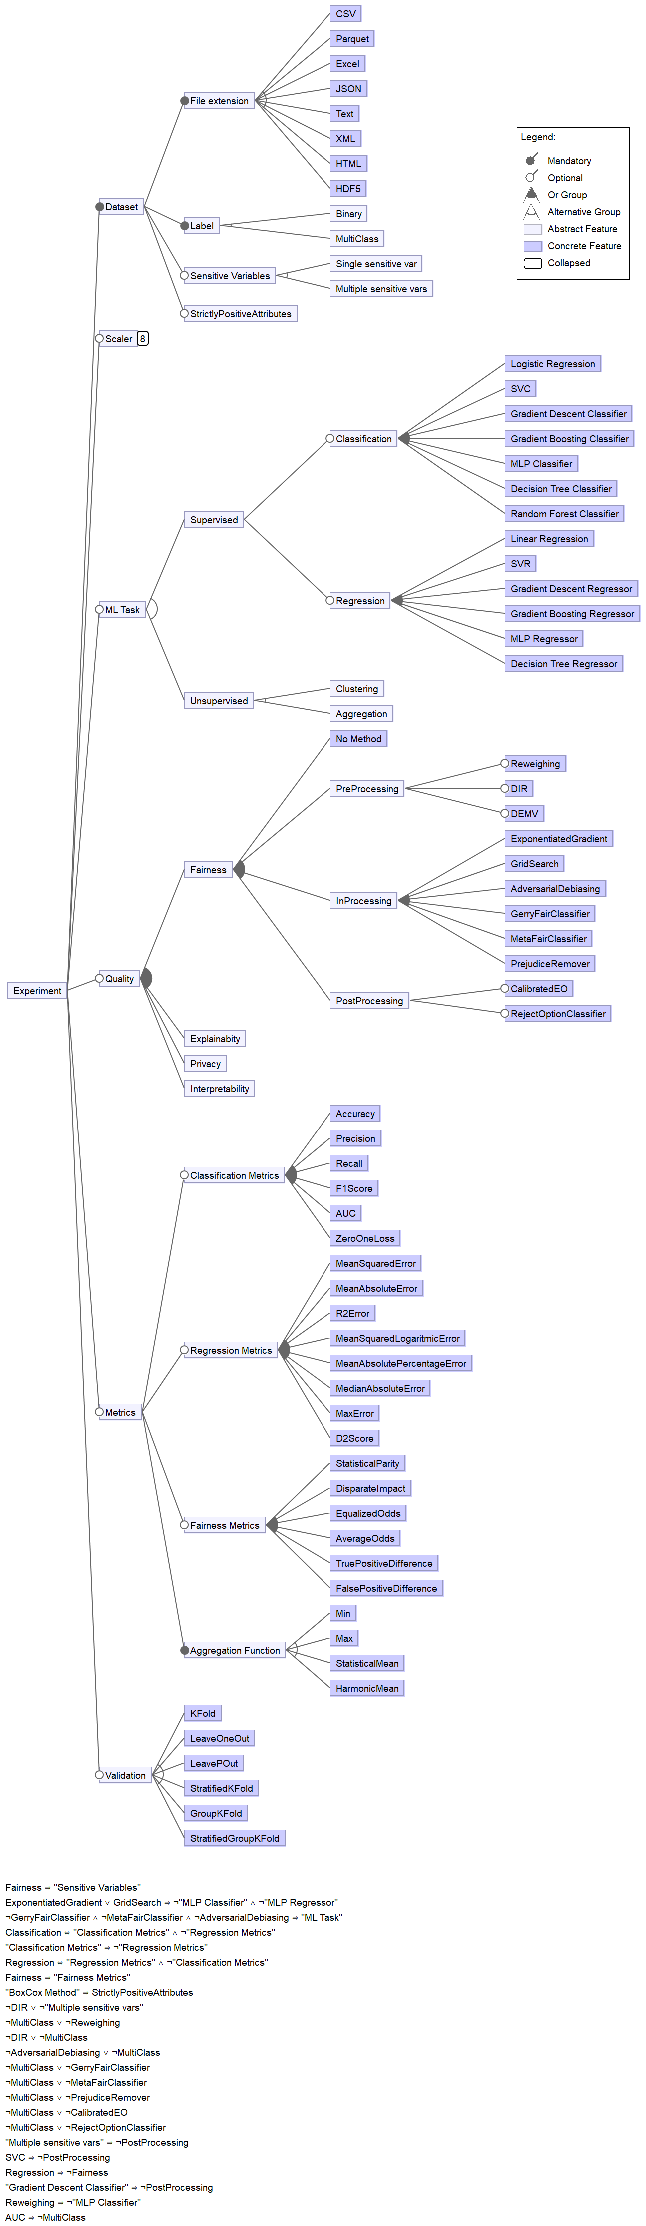 CSV
Parquet
Excel
File extension
JSON
Text
XML
HTML
HDF5
Legend:
Mandatory
Optional
Or Group
Alternative Group
Abstract Feature
Concrete Feature
Collapsed
Dataset
Label
Binary
MultiClass
Sensitive Variables
Single sensitive var
Multiple sensitive vars
StrictlyPositiveAttributes
Scaler 8
Logistic Regression
SVC
Gradient Descent Classifier
Classification
Gradient Boosting Classifier
MLP Classifier
Decision Tree Classifier
Random Forest Classifier
Supervised
Linear Regression
SVR
Gradient Descent Regressor
Regression
Gradient Boosting Regressor
MLP Regressor
Decision Tree Regressor
ML Task
Unsupervised
Clustering
Aggregation
No Method
PreProcessing
Reweighing
DIR
DEMV
Fairness
ExponentiatedGradient
GridSearch
AdversarialDebiasing
InProcessing
GerryFairClassifier
MetaFairClassifier
PrejudiceRemover
Quality
Experiment
PostProcessing
CalibratedEO
RejectOptionClassifier
Explainabity
Privacy
Interpretability
Accuracy
Precision
Recall
Classification Metrics
F1Score
AUC
ZeroOneLoss
MeanSquaredError
MeanAbsoluteError
R2Error
MeanSquaredLogaritmicError
Regression Metrics
MeanAbsolutePercentageError
MedianAbsoluteError
MaxError
D2Score
Metrics
StatisticalParity
DisparateImpact
EqualizedOdds
Fairness Metrics
AverageOdds
TruePositiveDifference
FalsePositiveDifference
Min
Max
Aggregation Function
StatisticalMean
HarmonicMean
KFold
LeaveOneOut
LeavePOut
Validation
StratifiedKFold
GroupKFold
StratifiedGroupKFold
Fairness ⇒ "Sensitive Variables"
ExponentiatedGradient ∨ GridSearch ⇒ ¬"MLP Classifier" ∧ ¬"MLP Regressor"
¬GerryFairClassifier ∧ ¬MetaFairClassifier ∧ ¬AdversarialDebiasing ⇒ "ML Task"
Classification ⇒ "Classification Metrics" ∧ ¬"Regression Metrics"
"Classification Metrics" ⇒ ¬"Regression Metrics"
Regression ⇒ "Regression Metrics" ∧ ¬"Classification Metrics"
Fairness ⇒ "Fairness Metrics"
"BoxCox Method" ⇒ StrictlyPositiveAttributes
¬DIR ∨ ¬"Multiple sensitive vars"
¬MultiClass ∨ ¬Reweighing
¬DIR ∨ ¬MultiClass
¬AdversarialDebiasing ∨ ¬MultiClass
¬MultiClass ∨ ¬GerryFairClassifier
¬MultiClass ∨ ¬MetaFairClassifier
¬MultiClass ∨ ¬PrejudiceRemover
¬MultiClass ∨ ¬CalibratedEO
¬MultiClass ∨ ¬RejectOptionClassifier
"Multiple sensitive vars" ⇒ ¬PostProcessing
SVC ⇒ ¬PostProcessing
Regression ⇒ ¬Fairness
"Gradient Descent Classifier" ⇒ ¬PostProcessing
Reweighing ⇒ ¬"MLP Classifier"
AUC ⇒ ¬MultiClass